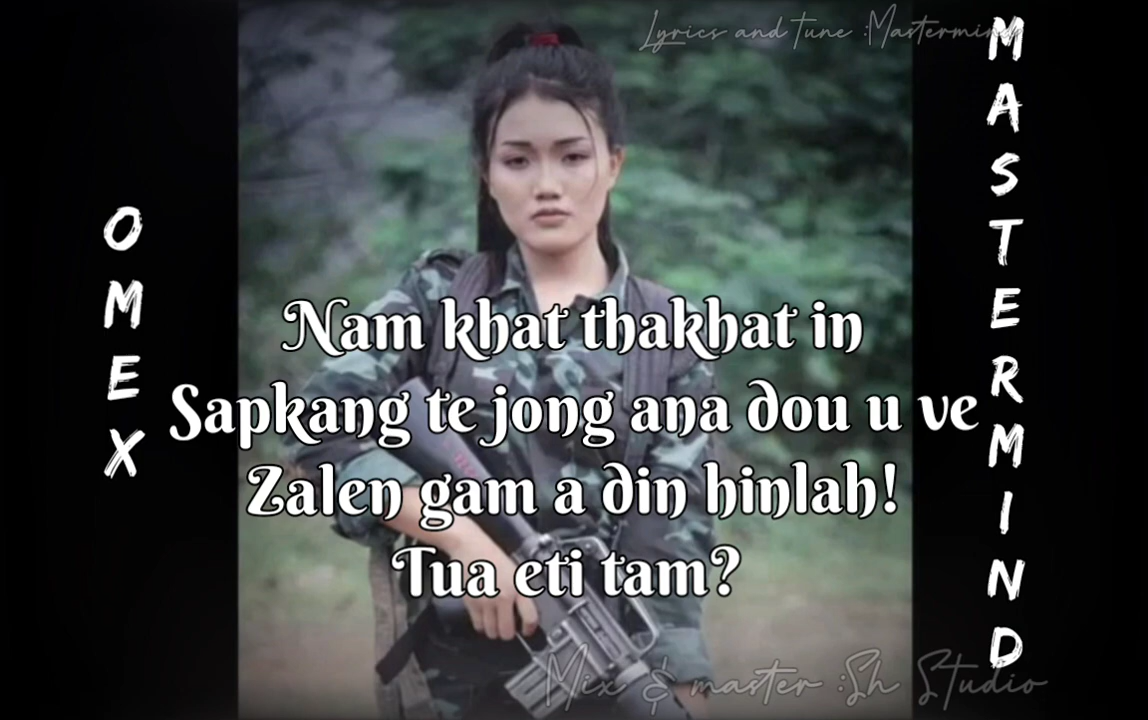 Lyrics and tune :Mastermind
OMEX
MASTERMIND
Nam khat thakhat in
Sapkang te jong ana dou u ve
Zalen gam a din hinlah!
Tua eti tam?
Mix & master :Sh Studio